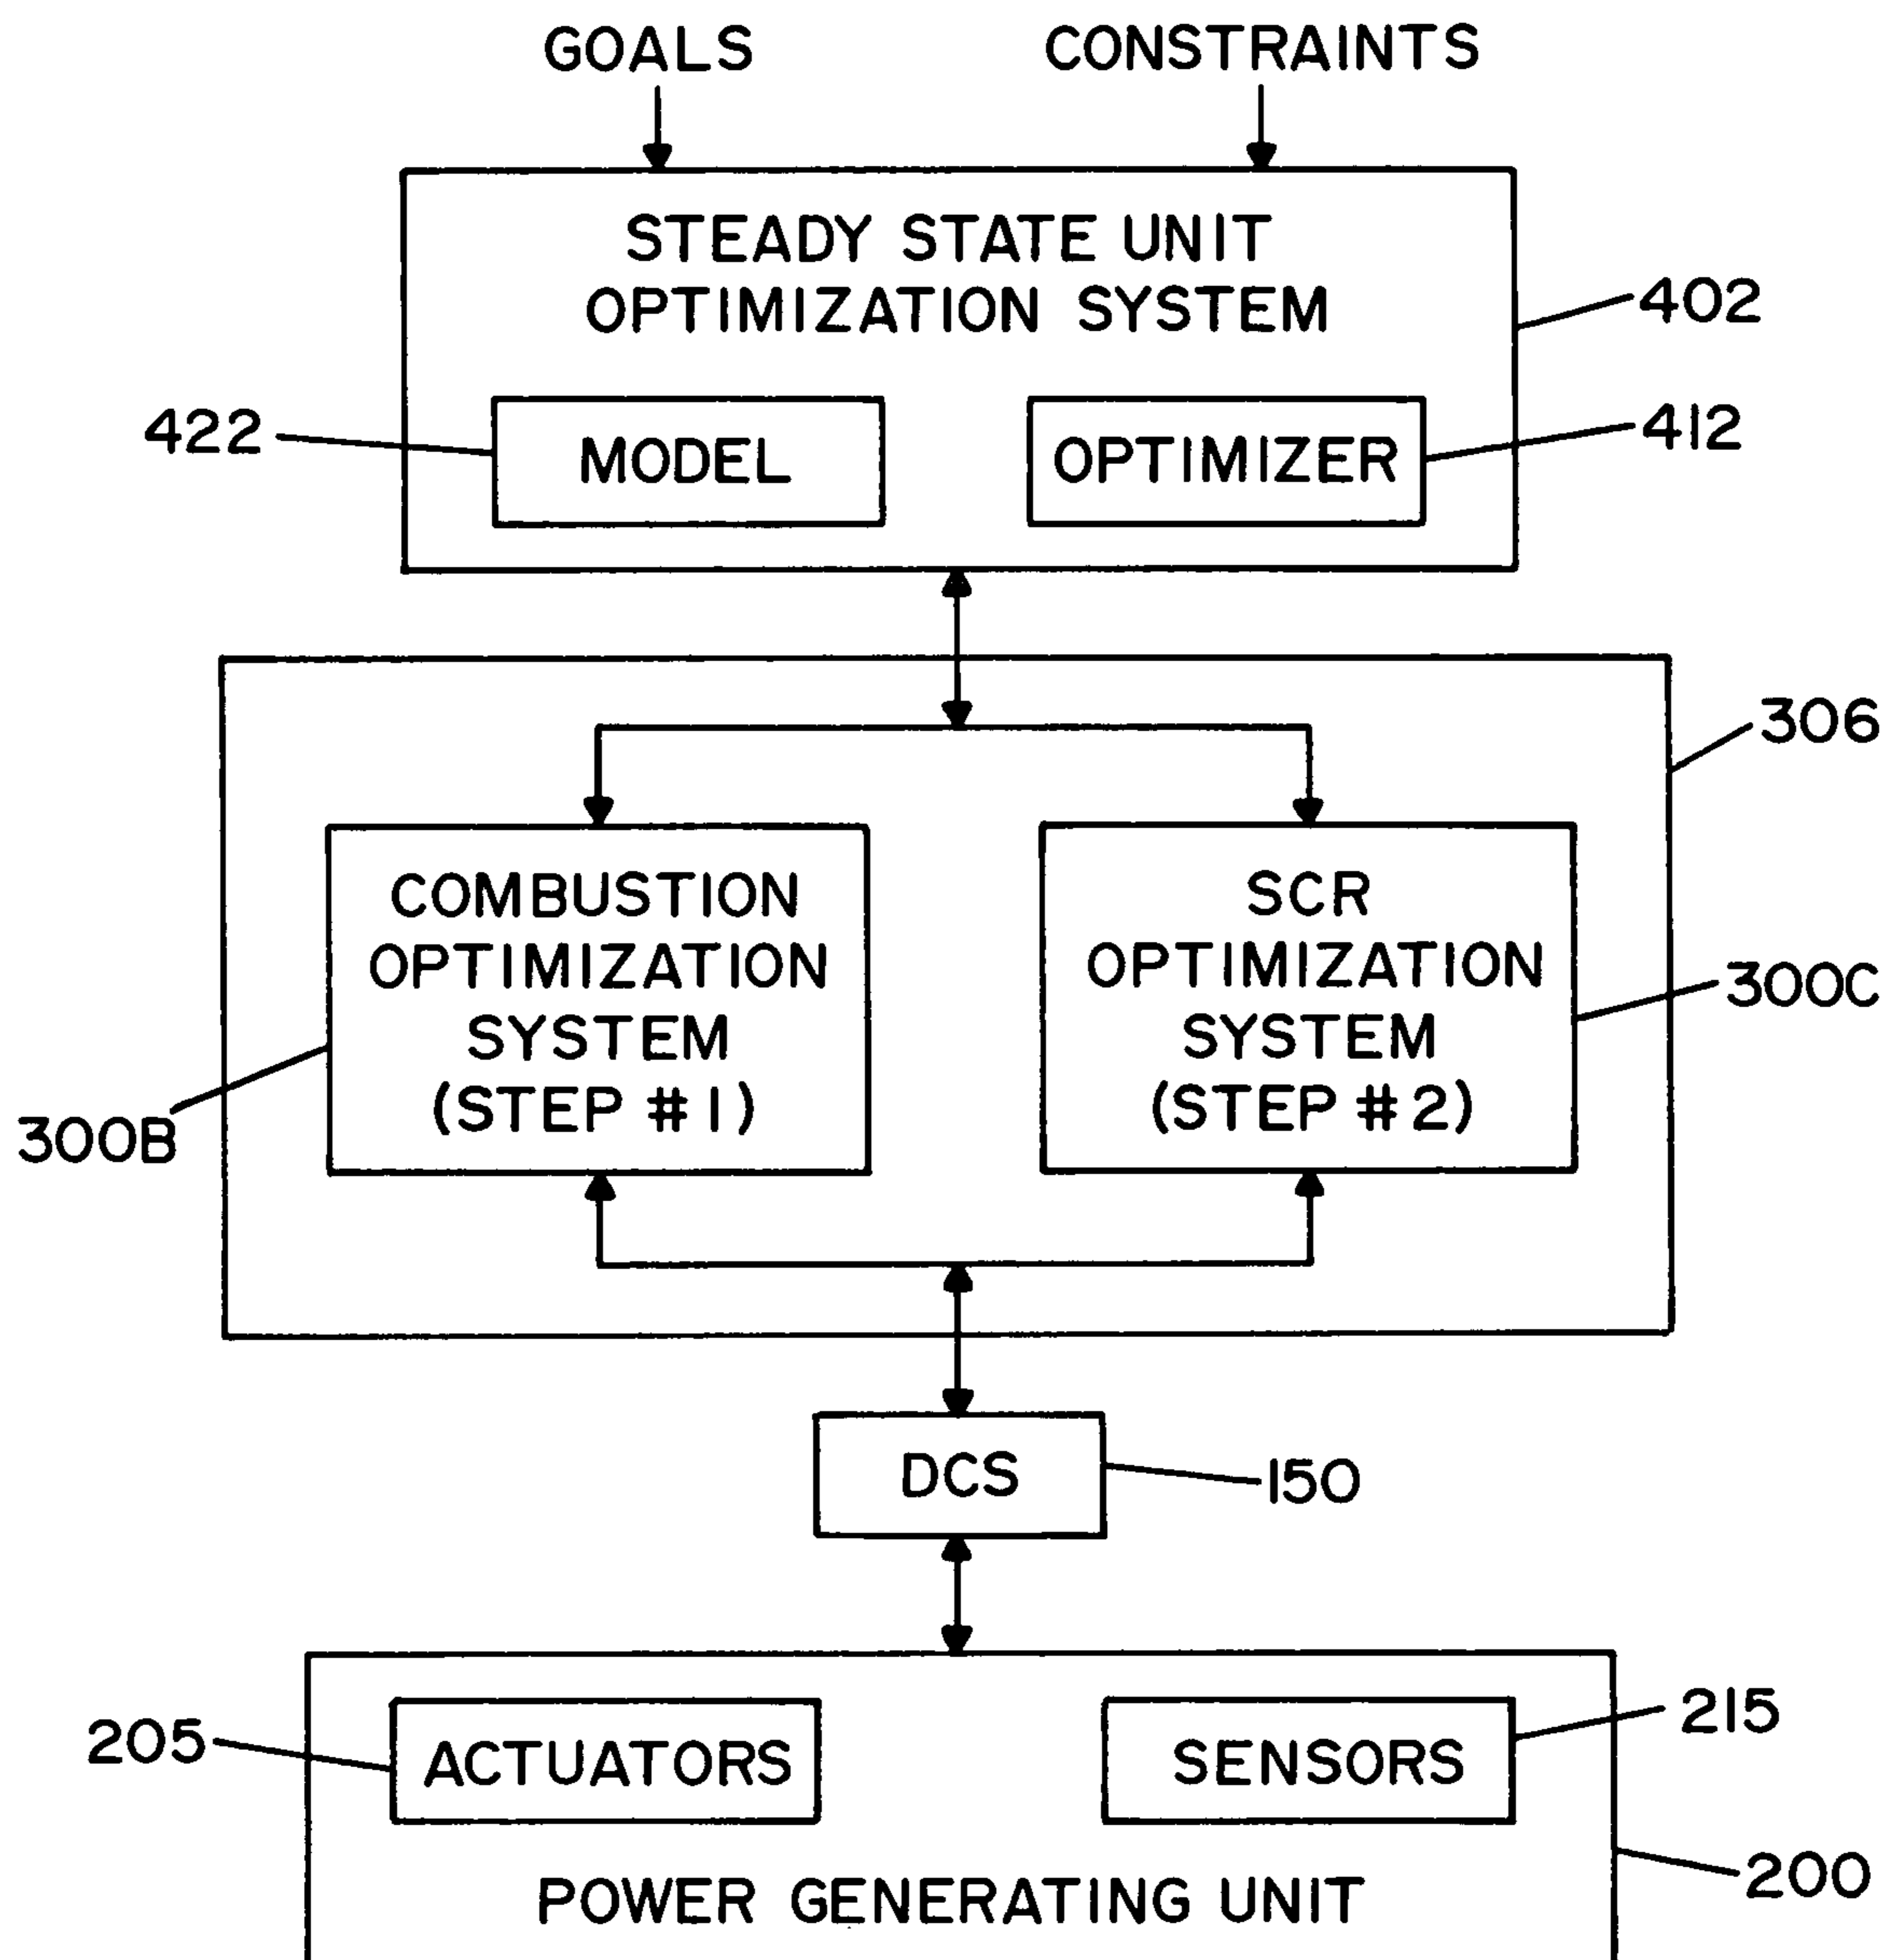 GOALS
CONSTRAINTS
STEADY STATE UNIT
OPTIMIZATION SYSTEM
402
422
MODEL
OPTIMIZER
412
306
COMBUSTION
OPTIMIZATION
SYSTEM
(STEP #1)
300B
SCR
OPTIMIZATION
SYSTEM
(STEP #2)
300C
DCS
150
205
ACTUATORS
SENSORS
215
POWER GENERATING UNIT
200